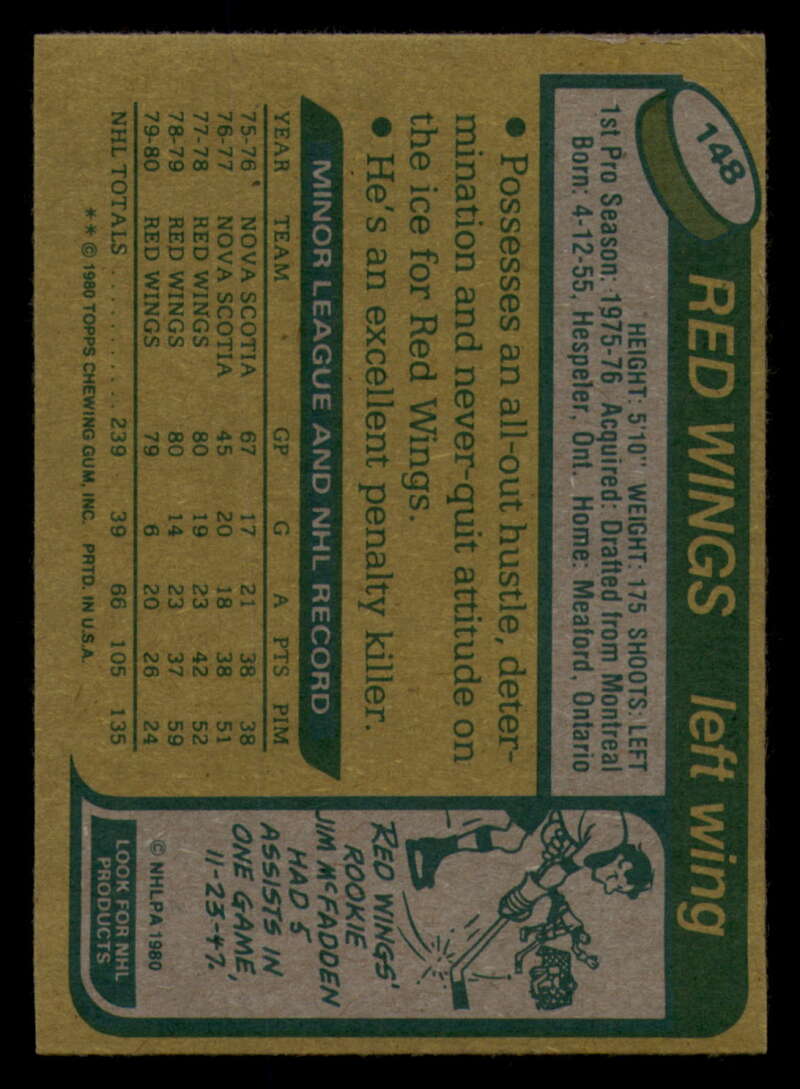 148
RED WINGS left wing
HEIGHT: 5'10" WEIGHT: 175 SHOOTS: LEFT
1st Pro Season: 1975-76 Acquired: Drafted from Montreal
Born: 4-12-55, Hespeler, Ont. Home: Meaford, Ontario
• Possesses an all-out hustle, deter-
mination and never-quit attitude on
the ice for Red Wings.
• He's an excellent penalty killer.
MINOR LEAGUE AND NHL RECORD
YEAR TEAM GP G A PTS PIM
75-76 NOVA SCOTIA 67 17 21 38 38
76-77 NOVA SCOTIA 45 20 18 38 51
77-78 RED WINGS 80 19 23 42 52
78-79 RED WINGS 80 14 23 37 59
79-80 RED WINGS 79 6 20 26 24
NHL TOTALS .......... 239 39 66 105 135
** © 1980 TOPPS CHEWING GUM, INC. PRTD. IN U.S.A.
RED WINGS'
ROOKIE
JIM McFADDEN
HAD 5
ASSISTS IN
ONE GAME,
11-23-47.
© NHLPA 1980
LOOK FOR NHL
PRODUCTS